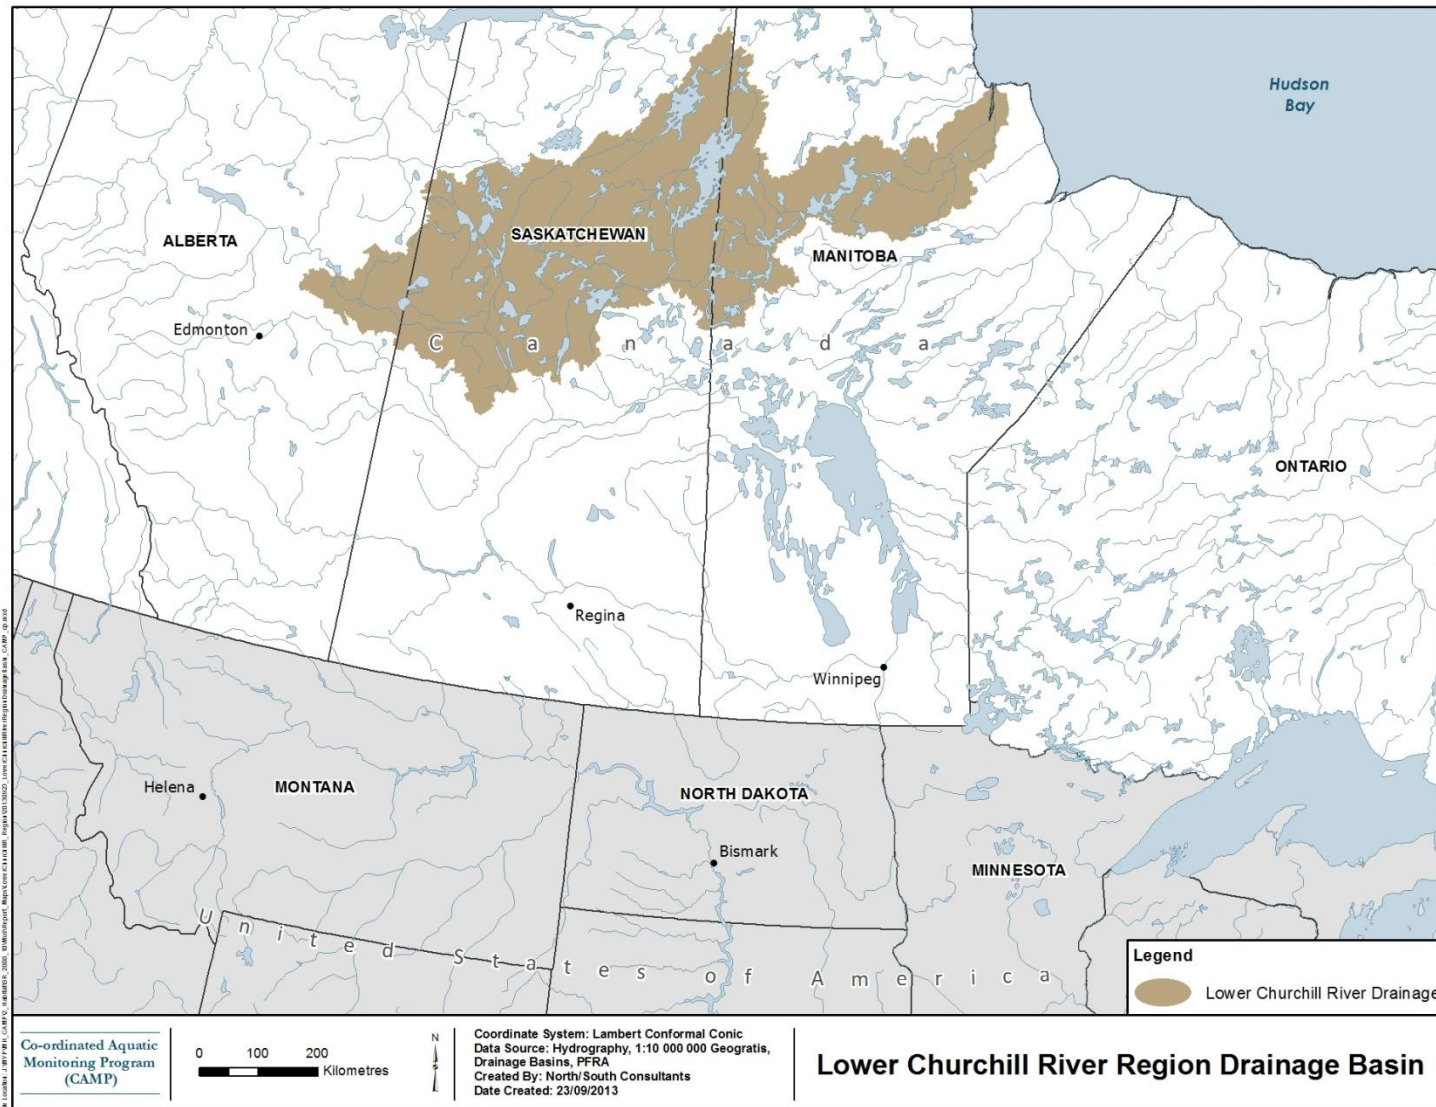 Hudson
Bay
ALBERTA
SASKATCHEWAN
MANITOBA
Edmonton
C a n a d a
ONTARIO
Regina
Winnipeg
Helena
MONTANA
NORTH DAKOTA
Bismark
MINNESOTA
United States of America
Legend
Lower Churchill River Drainage
Co-ordinated Aquatic
Monitoring Program
(CAMP)
0 100 200
Kilometres
N
Coordinate System: Lambert Conformal Conic
Data Source: Hydrography, 1:10 000 000 Geogratis,
Drainage Basins, PFRA
Created By: North/South Consultants
Date Created: 23/09/2013
Lower Churchill River Region Drainage Basin